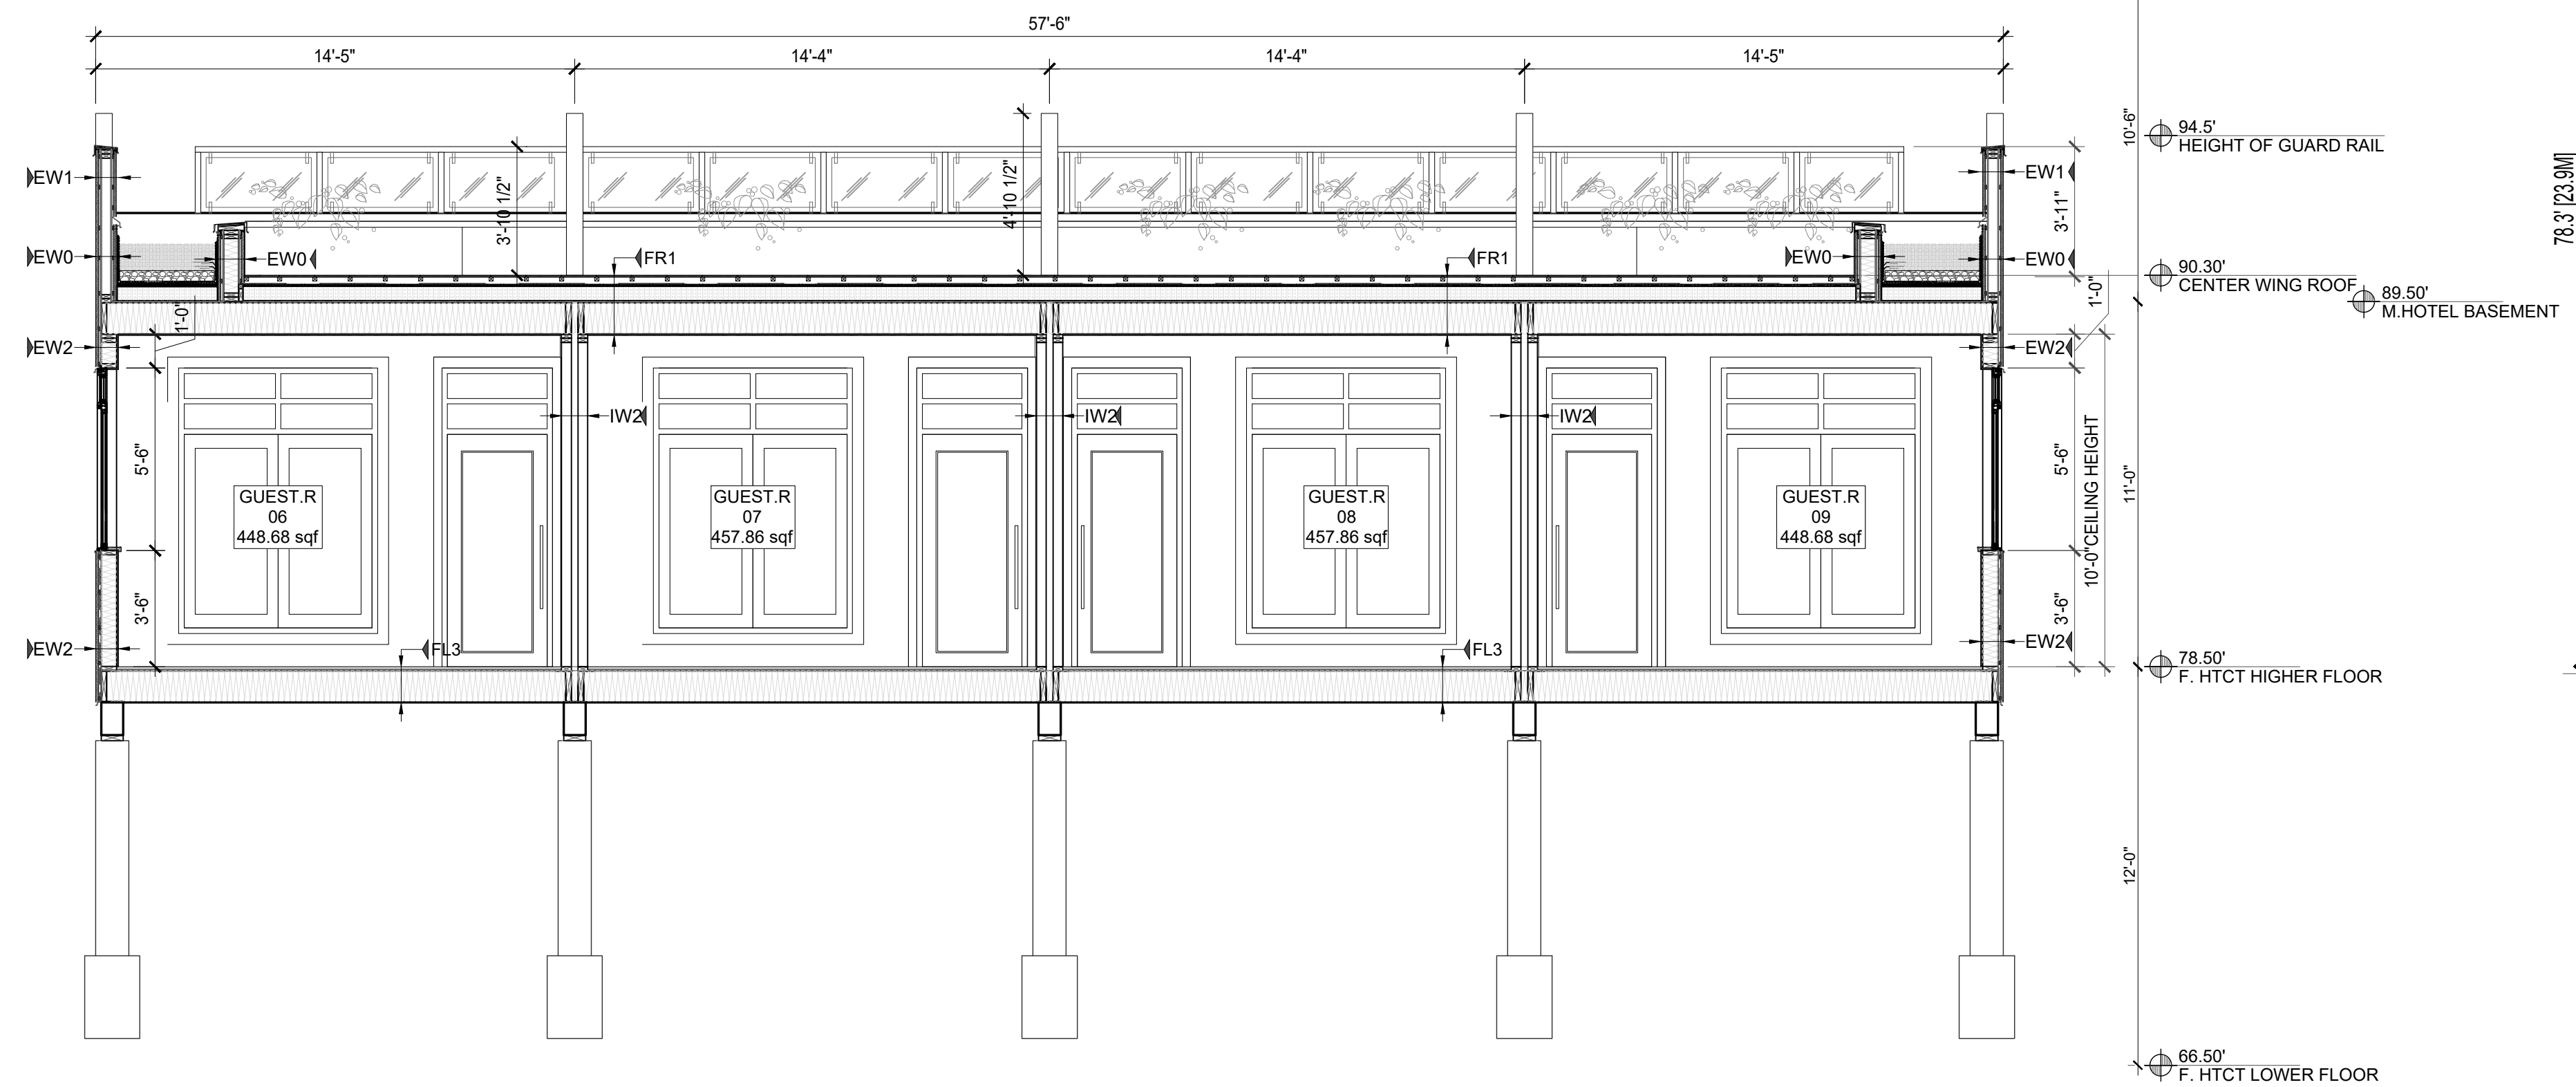 57'-6"
14'-5"
14'-4"
14'-4"
14'-5"
10'-6"
94.5'
HEIGHT OF GUARD RAIL
78.3' [23.9M]
EW1
EW1
3'-10 1/2"
4'-10 1/2"
3'-11"
EW0
EW0
FR1
FR1
EW0
EW0
90.30'
CENTER WING ROOF
89.50'
M.HOTEL BASEMENT
1'-0"
1'-0"
EW2
EW2
IW2
IW2
IW2
5'-6"
5'-6"
10'-0"CEILING HEIGHT
11'-0"
GUEST.R
06
448.68 sqf
GUEST.R
07
457.86 sqf
GUEST.R
08
457.86 sqf
GUEST.R
09
448.68 sqf
3'-6"
3'-6"
EW2
FL3
FL3
EW2
78.50'
F. HTCT HIGHER FLOOR
12'-0"
66.50'
F. HTCT LOWER FLOOR